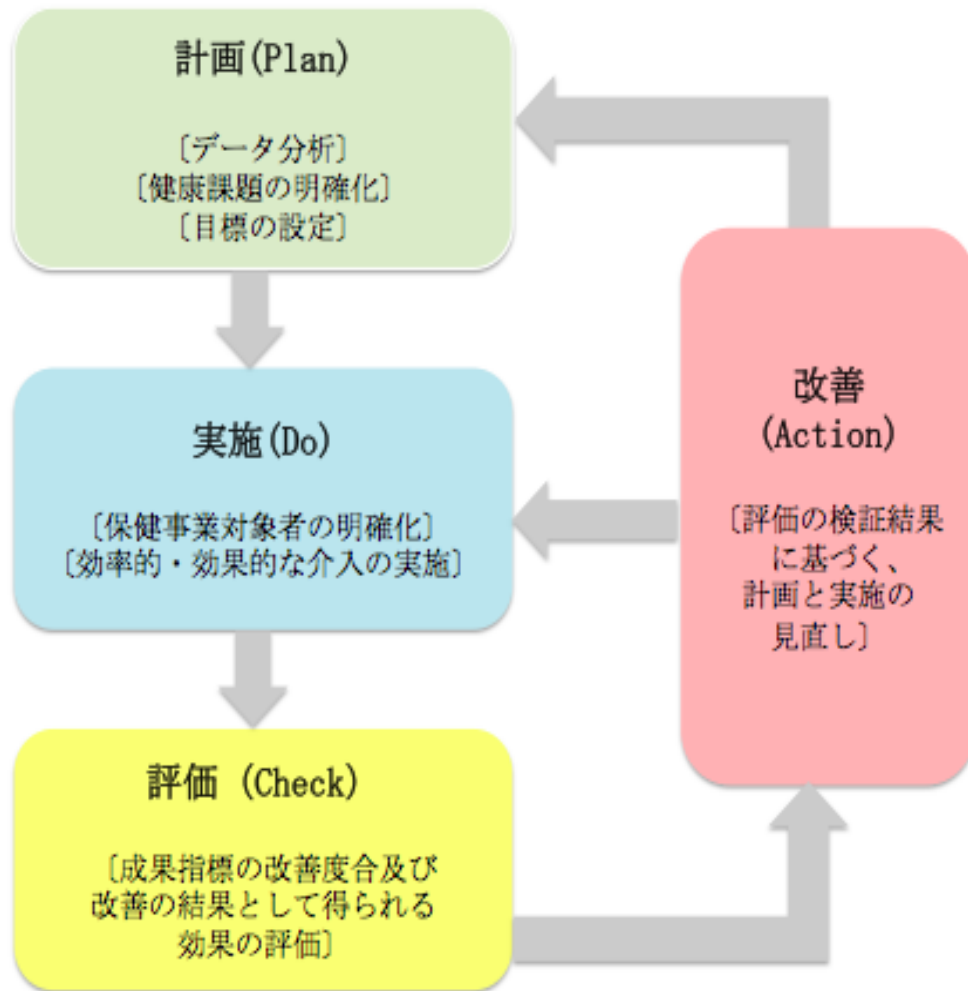 計画(Plan)
〔データ分析〕
〔健康課題の明確化〕
〔目標の設定〕
実施(Do)
〔保健事業対象者の明確化〕
〔効率的・効果的な介入の実施〕
評価 (Check)
〔成果指標の改善度合及び
改善の結果として得られる
効果の評価〕
改善
(Action)
〔評価の検証結果
に基づく、
計画と実施の
見直し〕